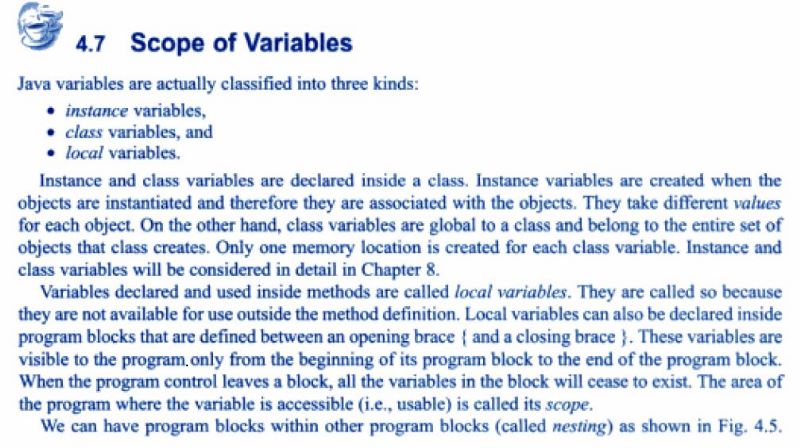 4.7 Scope of Variables
Java variables are actually classified into three kinds:
• instance variables,
• class variables, and
• local variables.
Instance and class variables are declared inside a class. Instance variables are created when the
objects are instantiated and therefore they are associated with the objects. They take different values
for each object. On the other hand, class variables are global to a class and belong to the entire set of
objects that class creates. Only one memory location is created for each class variable. Instance and
class variables will be considered in detail in Chapter 8.
Variables declared and used inside methods are called local variables. They are called so because
they are not available for use outside the method definition. Local variables can also be declared inside
program blocks that are defined between an opening brace { and a closing brace }. These variables are
visible to the program only from the beginning of its program block to the end of the program block.
When the program control leaves a block, all the variables in the block will cease to exist. The area of
the program where the variable is accessible (i.e., usable) is called its scope.
We can have program blocks within other program blocks (called nesting) as shown in Fig. 4.5.